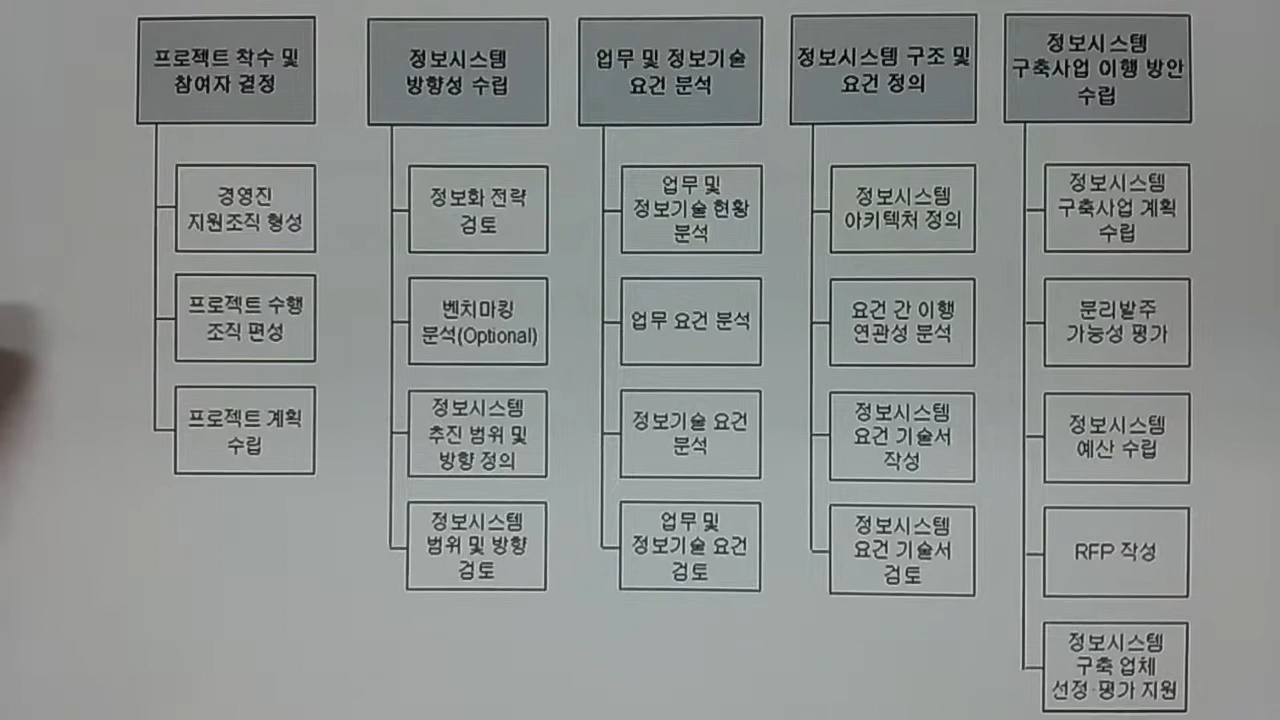 프로젝트 착수 및
참여자 결정
경영진
지원조직 형성
프로젝트 수행
조직 편성
프로젝트 계획
수립
정보시스템
방향성 수립
정보화 전략
검토
벤치마킹
분석(Optional)
정보시스템
추진 범위 및
방향 정의
정보시스템
범위 및 방향
검토
업무 및 정보기술
요건 분석
업무 및
정보기술 현황
분석
업무 요건 분석
정보기술 요건
분석
업무 및
정보기술 요건
검토
정보시스템 구조 및
요건 정의
정보시스템
아키텍처 정의
요건 간 이행
연관성 분석
정보시스템
요건 기술서
작성
정보시스템
요건 기술서
검토
정보시스템
구축사업 이행 방안
수립
정보시스템
구축사업 계획
수립
분리발주
가능성 평가
정보시스템
예산 수립
RFP 작성
정보시스템
구축 업체
선정·평가 지원